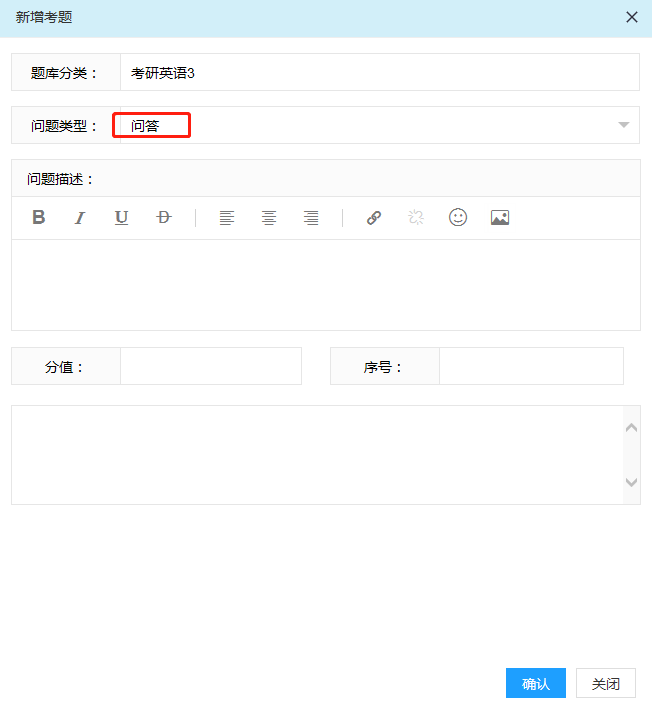 新增考题
题库分类： 考研英语3
问题类型： 问答
问题描述：
B I U D
分值： 序号：
确认 关闭